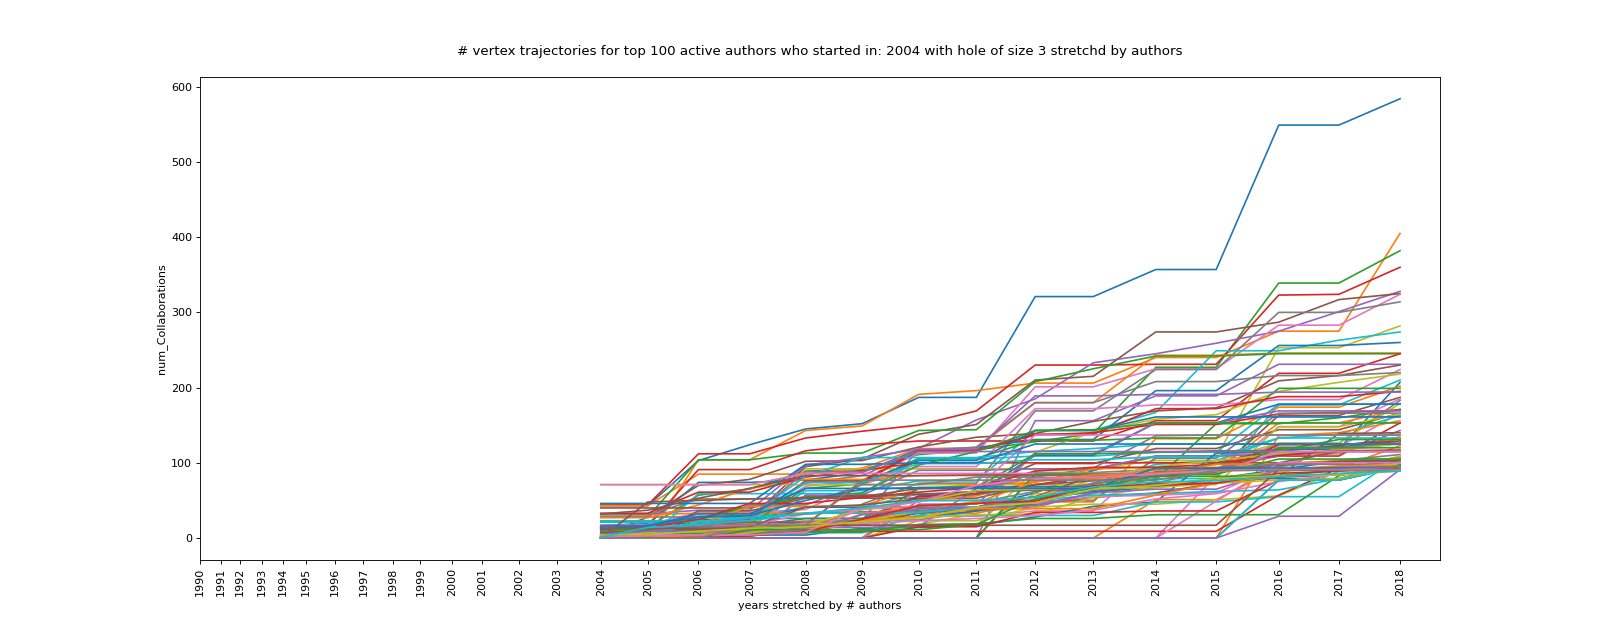 # vertex trajectories for top 100 active authors who started in: 2004 with hole of size 3 stretchd by authors
600
500
400
300
200
100
0
num_Collaborations
1990 1991 1992 1993 1994 1995 1996 1997 1998 1999 2000 2001 2002 2003 2004 2005 2006 2007 2008 2009 2010 2011 2012 2013 2014 2015 2016 2017 2018
years stretched by # authors